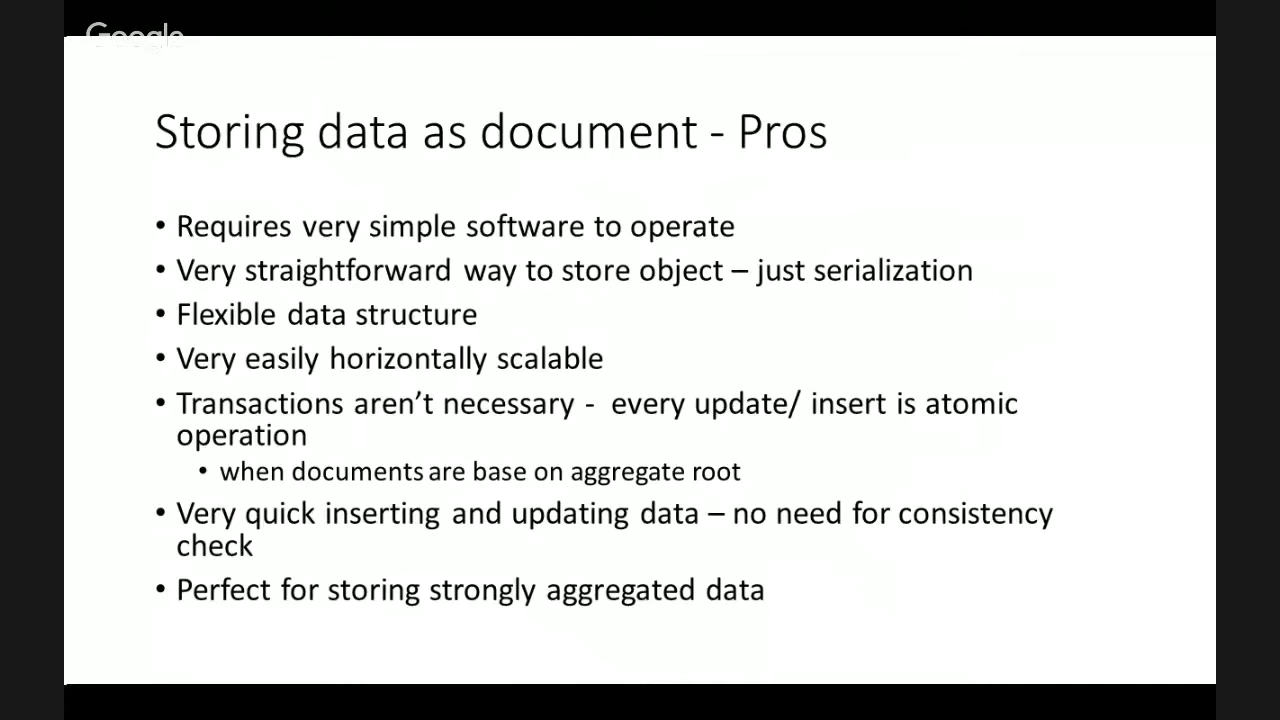 Google
Storing data as document - Pros
• Requires very simple software to operate
• Very straightforward way to store object – just serialization
• Flexible data structure
• Very easily horizontally scalable
• Transactions aren’t necessary - every update/ insert is atomic
operation
• when documents are base on aggregate root
• Very quick inserting and updating data – no need for consistency
check
• Perfect for storing strongly aggregated data